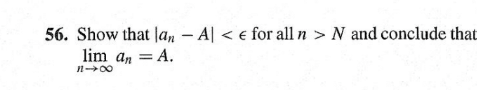 56. Show that |aₙ − A| < ϵ for all n > N and conclude that
lim aₙ = A.
n→∞